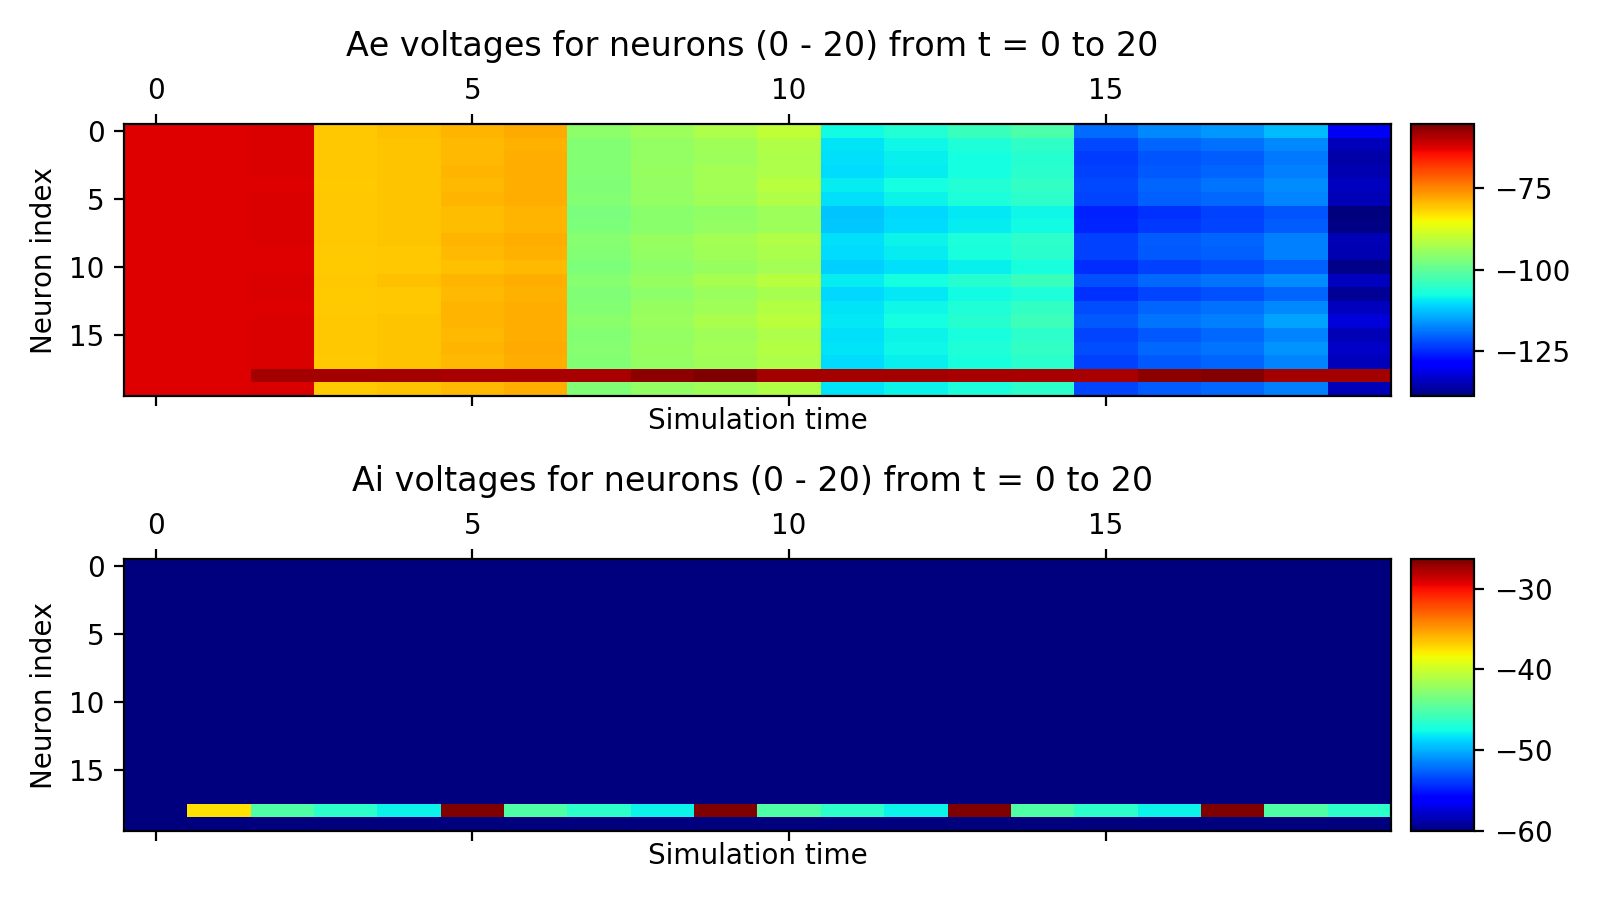 Ae voltages for neurons (0 - 20) from t = 0 to 20
0 5 10 15
0
5
10
15
Neuron index
Simulation time
−75
−100
−125
Ai voltages for neurons (0 - 20) from t = 0 to 20
0 5 10 15
0
5
10
15
Neuron index
Simulation time
−30
−40
−50
−60